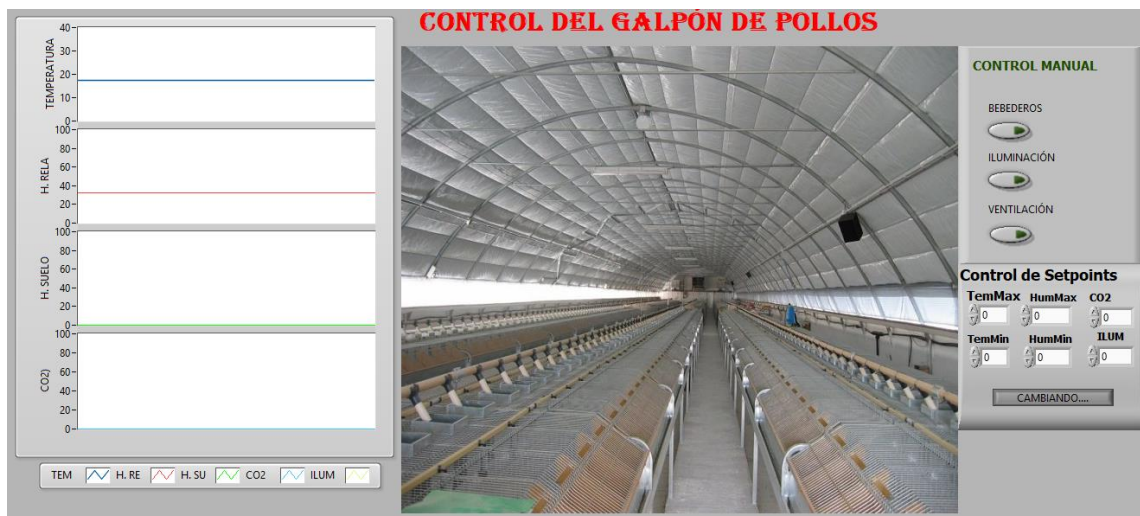 CONTROL DEL GALPÓN DE POLLOS
TEMPERATURA
40
30
20
10
0
H. RELA
100
80
60
40
20
0
H. SUELO
100
80
60
40
20
0
CO2)
100
80
60
40
20
0
TEM H. RE H. SU CO2 ILUM
CONTROL MANUAL
BEBEDEROS
ILUMINACIÓN
VENTILACIÓN
Control de Setpoints
TemMax HumMax CO2
0 0 0
TemMin HumMin ILUM
0 0 0
CAMBIANDO....